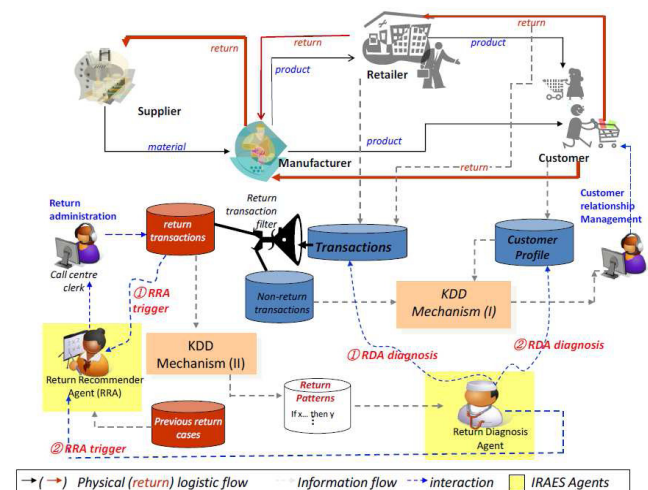 return
return
return
product
product
Retailer
Supplier
material
Manufacturer
product
return
Customer
Return
administration
return
transactions
Return
transaction
filter
Transactions
Customer
Profile
Customer
relationship
Management
Call centre
clerk
① RRA
trigger
Non-return
transactions
KDD
Mechanism (I)
KDD
Mechanism (II)
① RDA diagnosis
② RDA diagnosis
Return Recommender
Agent (RRA)
Return
Patterns
If x... then y
⋮
Previous return
cases
Return Diagnosis
Agent
② RRA trigger
( ) Physical (return) logistic flow
Information flow
interaction
IRAES Agents